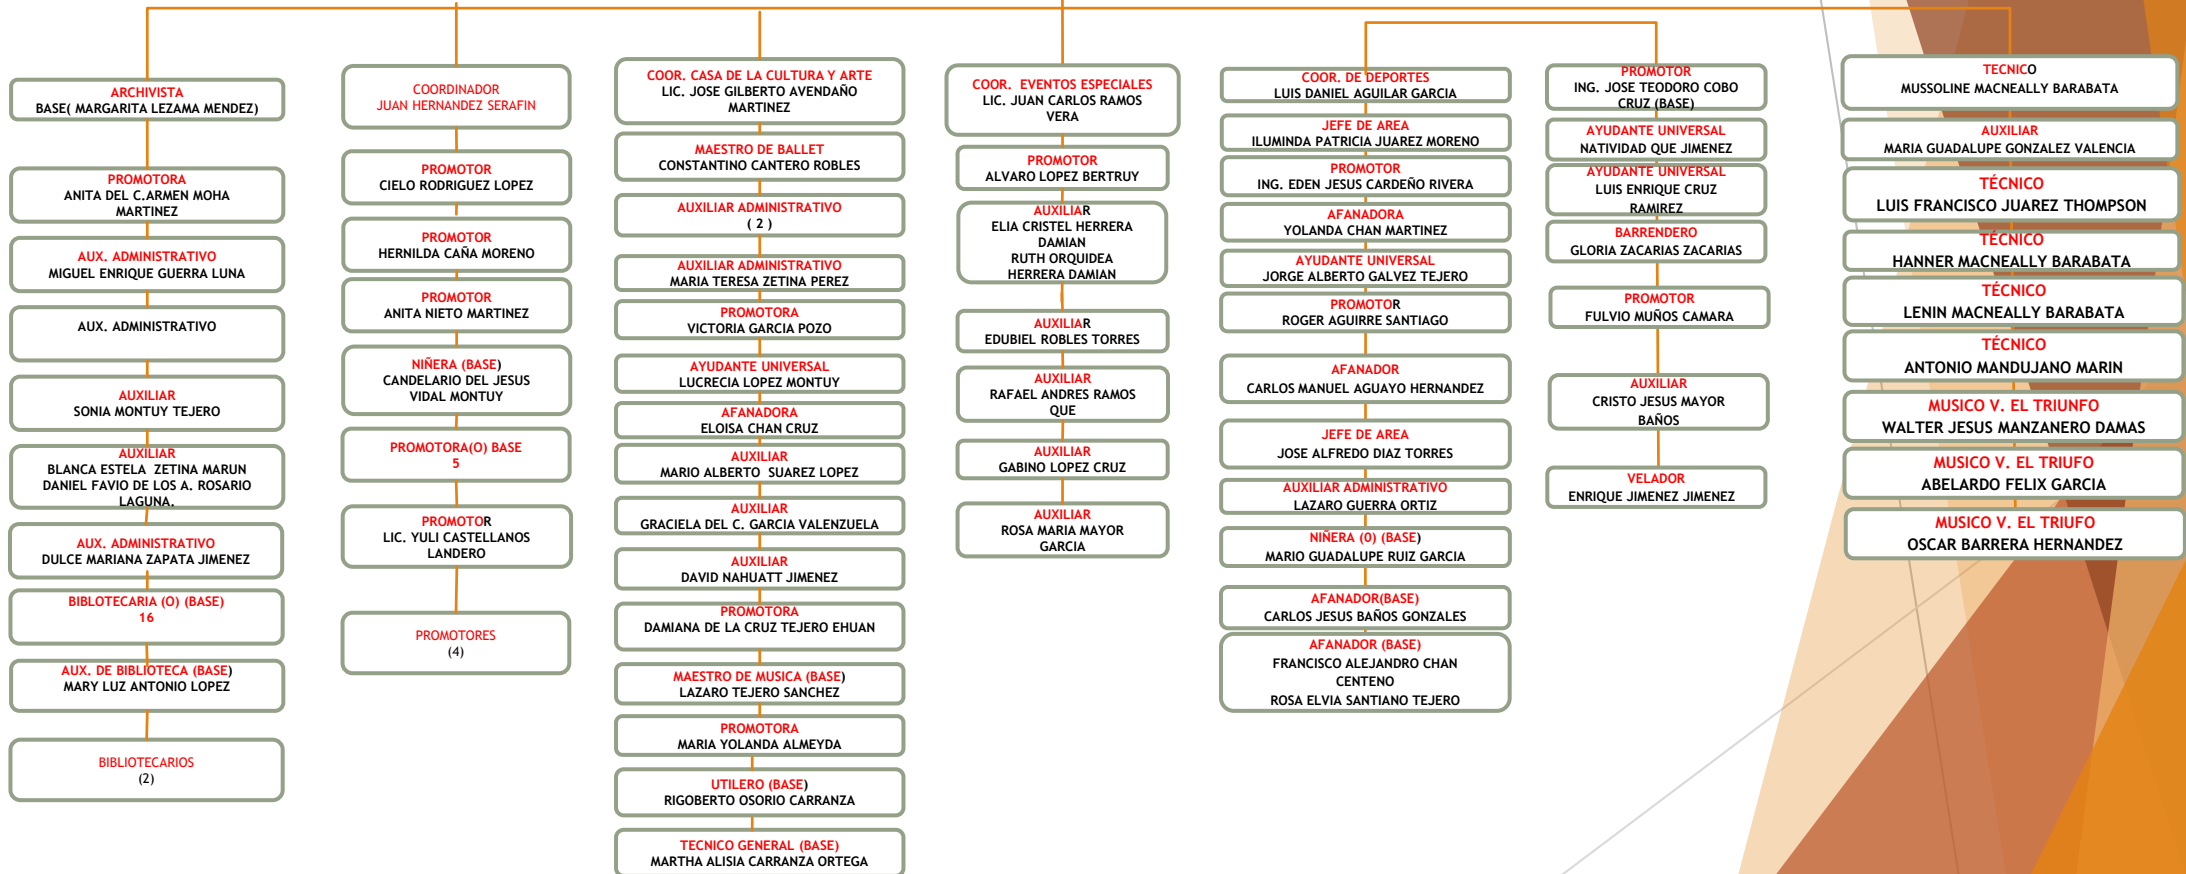 ARCHIVISTA
BASE( MARGARITA LEZAMA MENDEZ)
PROMOTORA
ANITA DEL C.ARMEN MOHA
MARTINEZ
AUX. ADMINISTRATIVO
MIGUEL ENRIQUE GUERRA LUNA
AUX. ADMINISTRATIVO
AUXILIAR
SONIA MONTUY TEJERO
AUXILIAR
BLANCA ESTELA ZETINA MARUN
DANIEL FAVIO DE LOS A. ROSARIO
LAGUNA.
AUX. ADMINISTRATIVO
DULCE MARIANA ZAPATA JIMENEZ
BIBLOTECARIA (O) (BASE)
16
AUX. DE BIBLIOTECA (BASE)
MARY LUZ ANTONIO LOPEZ
BIBLIOTECARIOS
(2)
COORDINADOR
JUAN HERNANDEZ SERAFIN
PROMOTOR
CIELO RODRIGUEZ LOPEZ
PROMOTOR
HERNILDA CAÑA MORENO
PROMOTOR
ANITA NIETO MARTINEZ
NIÑERA (BASE)
CANDELARIO DEL JESUS
VIDAL MONTUY
PROMOTORA(O) BASE
5
PROMOTOR
LIC. YULI CASTELLANOS
LANDERO
PROMOTORES
(4)
COOR. CASA DE LA CULTURA Y ARTE
LIC. JOSE GILBERTO AVENDAÑO
MARTINEZ
MAESTRO DE BALLET
CONSTANTINO CANTERO ROBLES
AUXILIAR ADMINISTRATIVO
( 2 )
AUXILIAR ADMINISTRATIVO
MARIA TERESA ZETINA PEREZ
PROMOTORA
VICTORIA GARCIA POZO
AYUDANTE UNIVERSAL
LUCRECIA LOPEZ MONTUY
AFANADORA
ELOISA CHAN CRUZ
AUXILIAR
MARIO ALBERTO SUAREZ LOPEZ
AUXILIAR
GRACIELA DEL C. GARCIA VALENZUELA
AUXILIAR
DAVID NAHUATT JIMENEZ
PROMOTORA
DAMIANA DE LA CRUZ TEJERO EHUAN
MAESTRO DE MUSICA (BASE)
LAZARO TEJERO SANCHEZ
PROMOTORA
MARIA YOLANDA ALMEYDA
UTILERO (BASE)
RIGOBERTO OSORIO CARRANZA
TECNICO GENERAL (BASE)
MARTHA ALISIA CARRANZA ORTEGA
COOR. EVENTOS ESPECIALES
LIC. JUAN CARLOS RAMOS
VERA
PROMOTOR
ALVARO LOPEZ BERTRUY
AUXILIAR
ELIA CRISTEL HERRERA
DAMIAN
RUTH ORQUIDEA
HERRERA DAMIAN
AUXILIAR
EDUBIEL ROBLES TORRES
AUXILIAR
RAFAEL ANDRES RAMOS
QUE
AUXILIAR
GABINO LOPEZ CRUZ
AUXILIAR
ROSA MARIA MAYOR
GARCIA
COOR. DE DEPORTES
LUIS DANIEL AGUILAR GARCIA
JEFE DE AREA
ILUMINDA PATRICIA JUAREZ MORENO
PROMOTOR
ING. EDEN JESUS CARDEÑO RIVERA
AFANADORA
YOLANDA CHAN MARTINEZ
AYUDANTE UNIVERSAL
JORGE ALBERTO GALVEZ TEJERO
PROMOTOR
ROGER AGUIRRE SANTIAGO
AFANADOR
CARLOS MANUEL AGUAYO HERNANDEZ
JEFE DE AREA
JOSE ALFREDO DIAZ TORRES
AUXILIAR ADMINISTRATIVO
LAZARO GUERRA ORTIZ
NIÑERA (0) (BASE)
MARIO GUADALUPE RUIZ GARCIA
AFANADOR(BASE)
CARLOS JESUS BAÑOS GONZALES
AFANADOR (BASE)
FRANCISCO ALEJANDRO CHAN
CENTENO
ROSA ELVIA SANTIANO TEJERO
PROMOTOR
ING. JOSE TEODORO COBO
CRUZ (BASE)
AYUDANTE UNIVERSAL
NATIVIDAD QUE JIMENEZ
AYUDANTE UNIVERSAL
LUIS ENRIQUE CRUZ
RAMIREZ
BARRENDERO
GLORIA ZACARIAS ZACARIAS
PROMOTOR
FULVIO MUÑOS CAMARA
AUXILIAR
CRISTO JESUS MAYOR
BAÑOS
VELADOR
ENRIQUE JIMENEZ JIMENEZ
TECNICO
MUSSOLINE MACNEALLY BARABATA
AUXILIAR
MARIA GUADALUPE GONZALEZ VALENCIA
TÉCNICO
LUIS FRANCISCO JUAREZ THOMPSON
TÉCNICO
HANNER MACNEALLY BARABATA
TÉCNICO
LENIN MACNEALLY BARABATA
TÉCNICO
ANTONIO MANDUJANO MARIN
MUSICO V. EL TRIUNFO
WALTER JESUS MANZANERO DAMAS
MUSICO V. EL TRIUFO
ABELARDO FELIX GARCIA
MUSICO V. EL TRIUFO
OSCAR BARRERA HERNANDEZ